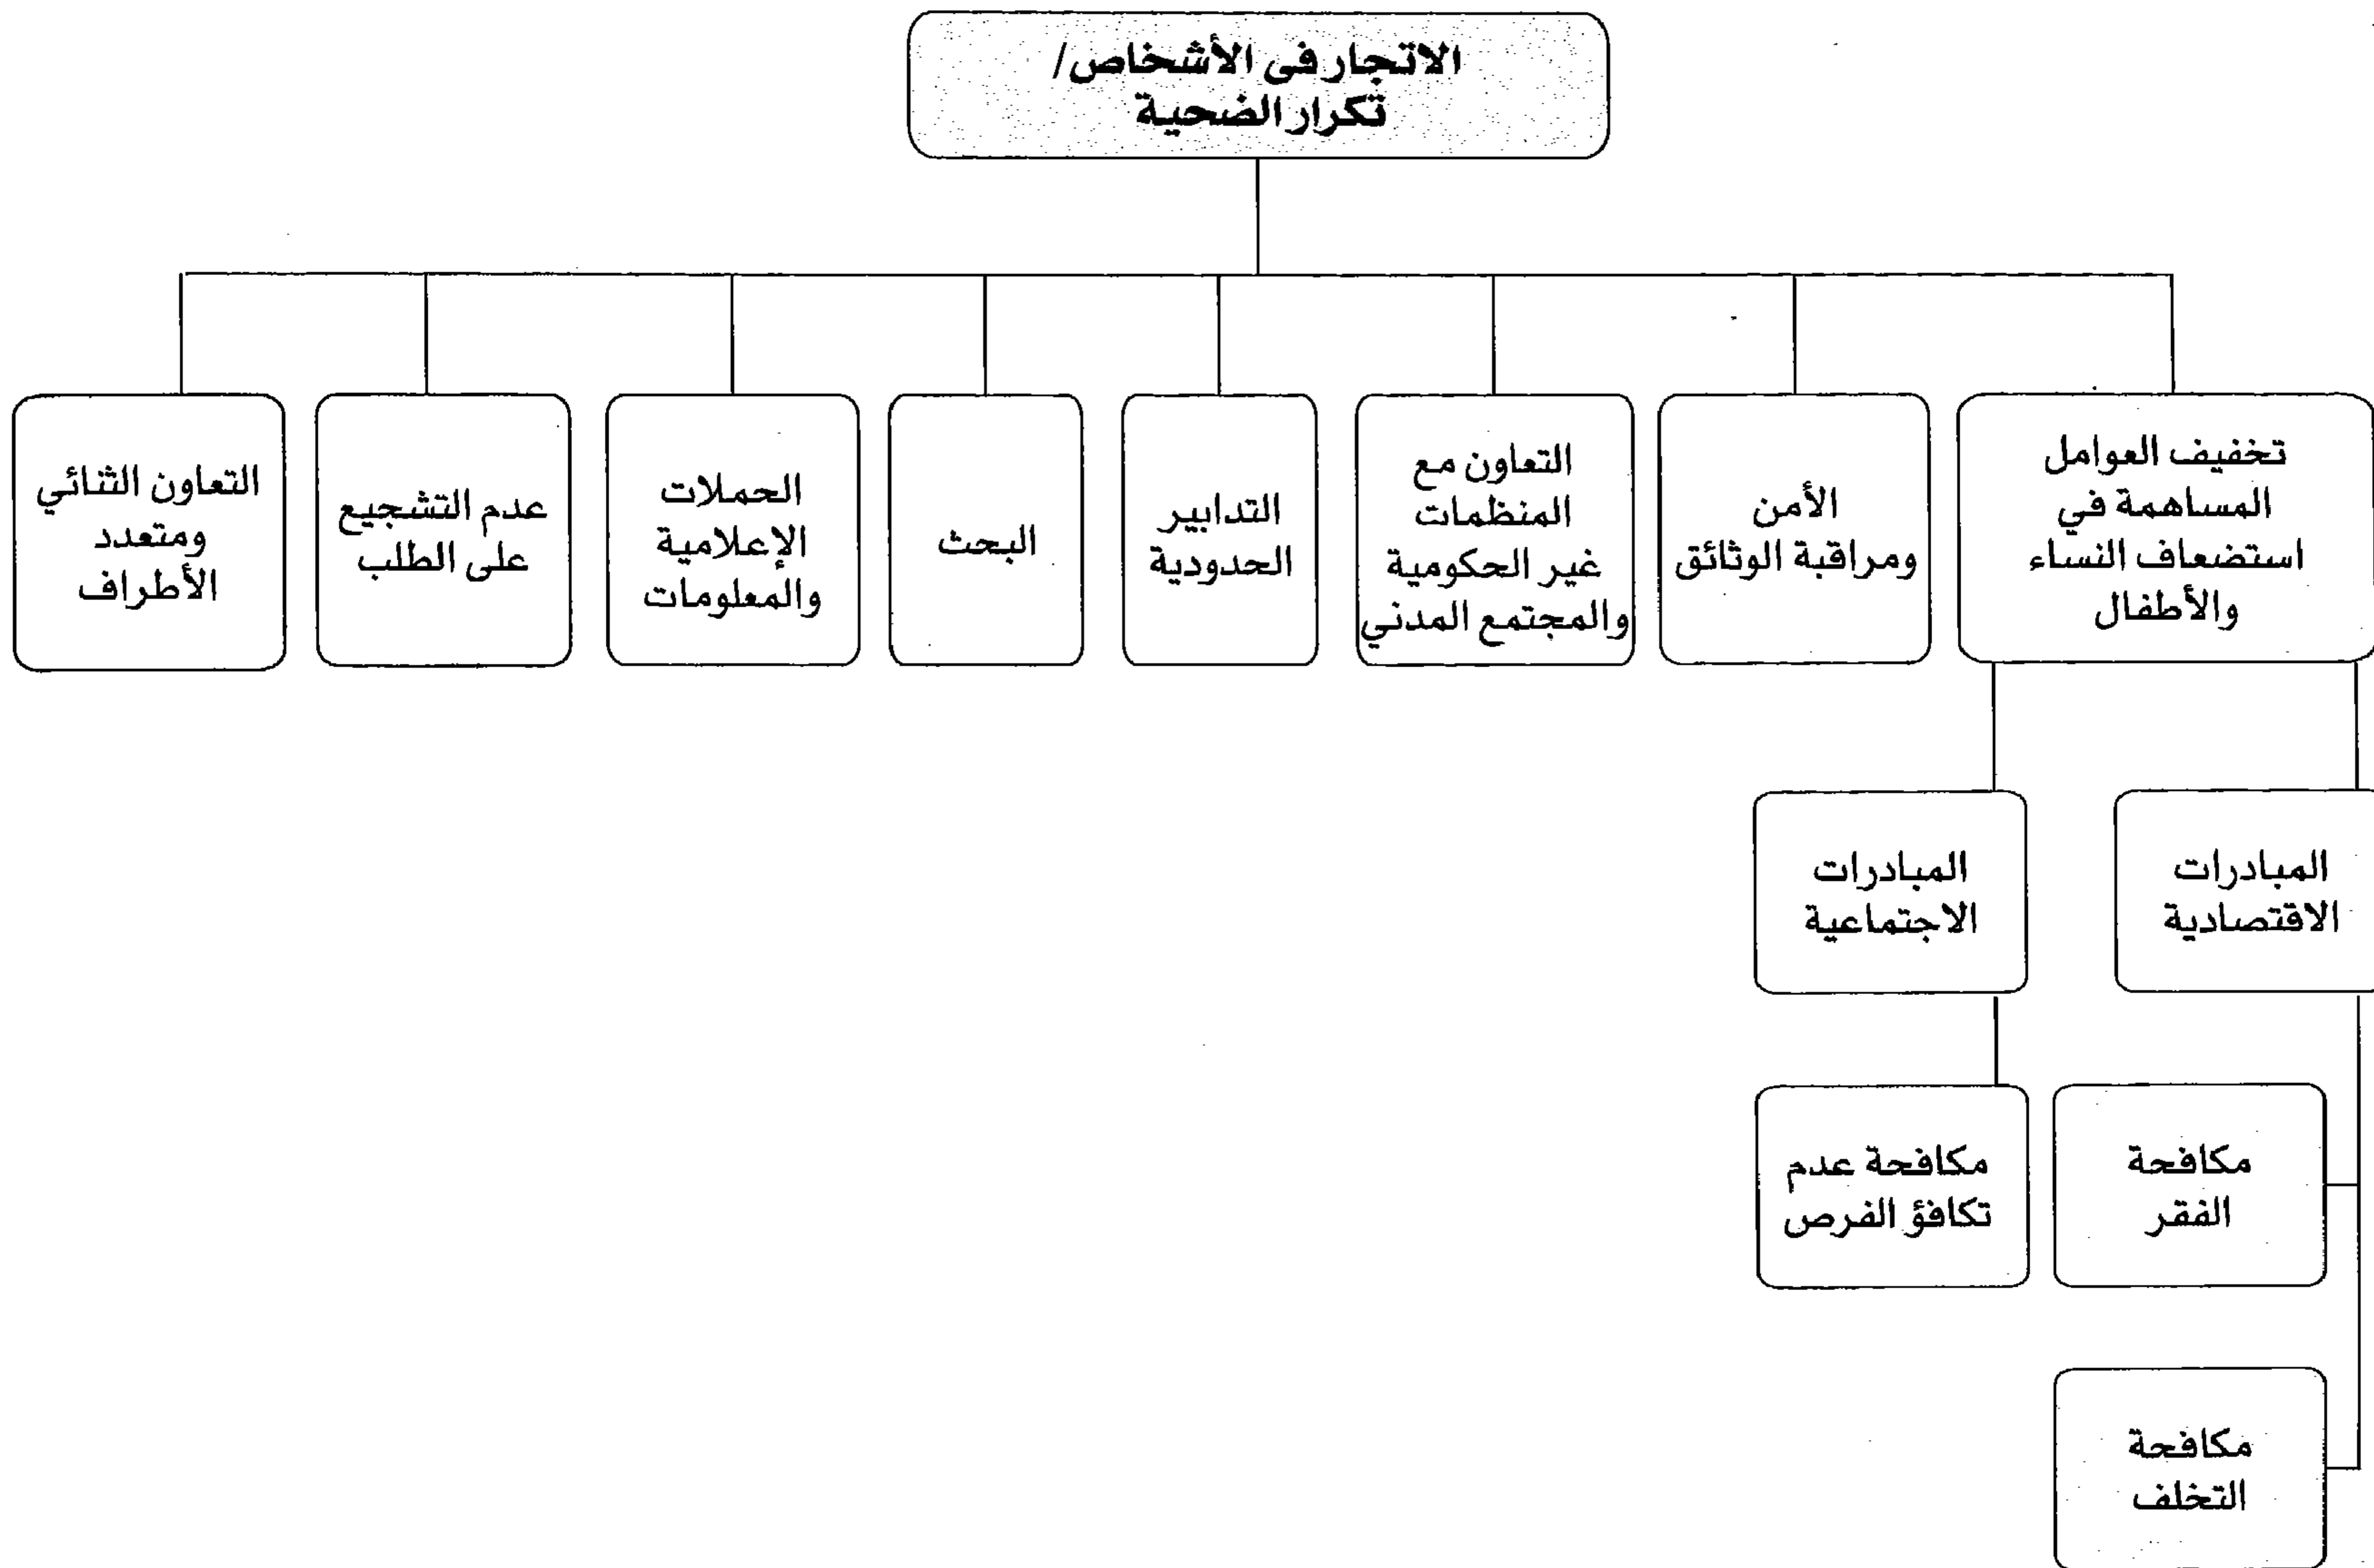 الاتجار فى الأشخاص/
تكرار الضحية
تخفيف العوامل
المساهمة في
استضعاف النساء
والأطفال
الأمن
ومراقبة الوثائق
التعاون مع
المنظمات
غير الحكومية
والمجتمع المدني
التدابير
الحدودية
البحث
الحملات
الإعلامية
والمعلومات
عدم التشجيع
على الطلب
التعاون الثنائي
ومتعدد
الأطراف
المبادرات
الاقتصادية
المبادرات
الاجتماعية
مكافحة
الفقر
مكافحة عدم
تكافؤ الفرص
مكافحة
التخلف